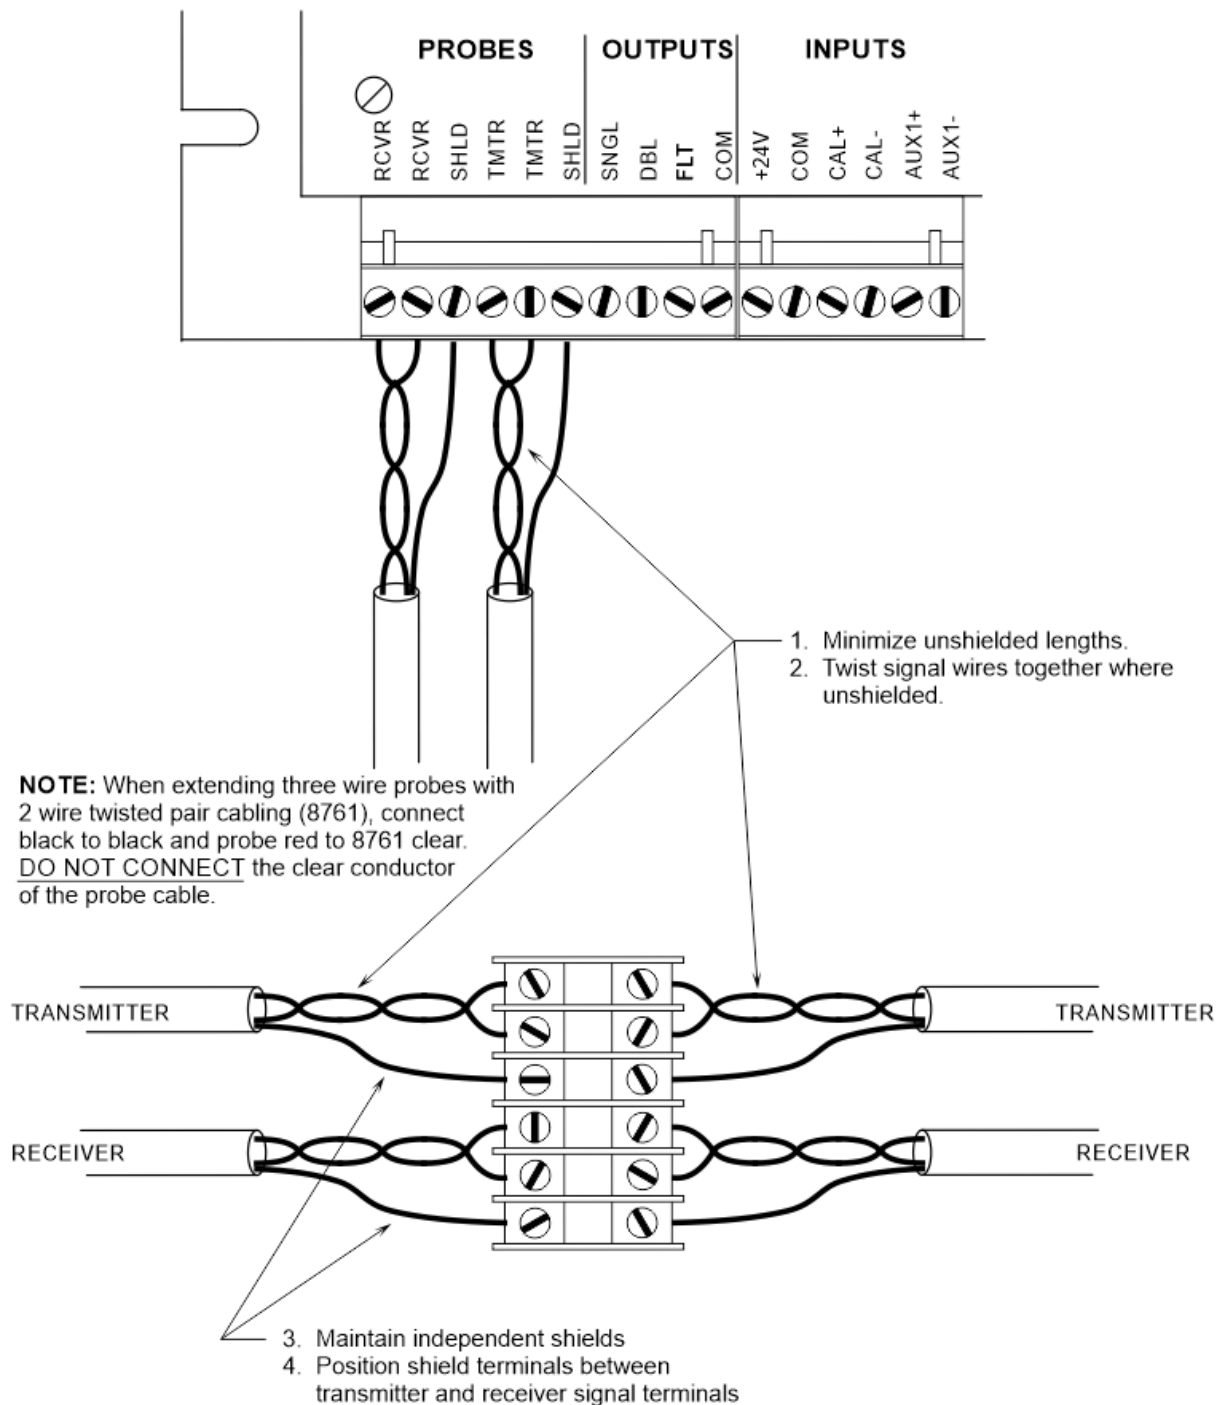 PROBES OUTPUTS INPUTS
RCVR
RCVR
SHLD
TMTR
TMTR
SHLD
SNGL
DBL
FLT
COM
+24V
COM
CAL+
CAL-
AUX1+
AUX1-
1. Minimize unshielded lengths.
2. Twist signal wires together where
unshielded.
NOTE: When extending three wire probes with
2 wire twisted pair cabling (8761), connect
black to black and probe red to 8761 clear.
DO NOT CONNECT the clear conductor
of the probe cable.
TRANSMITTER
TRANSMITTER
RECEIVER
RECEIVER
3. Maintain independent shields
4. Position shield terminals between
transmitter and receiver signal terminals